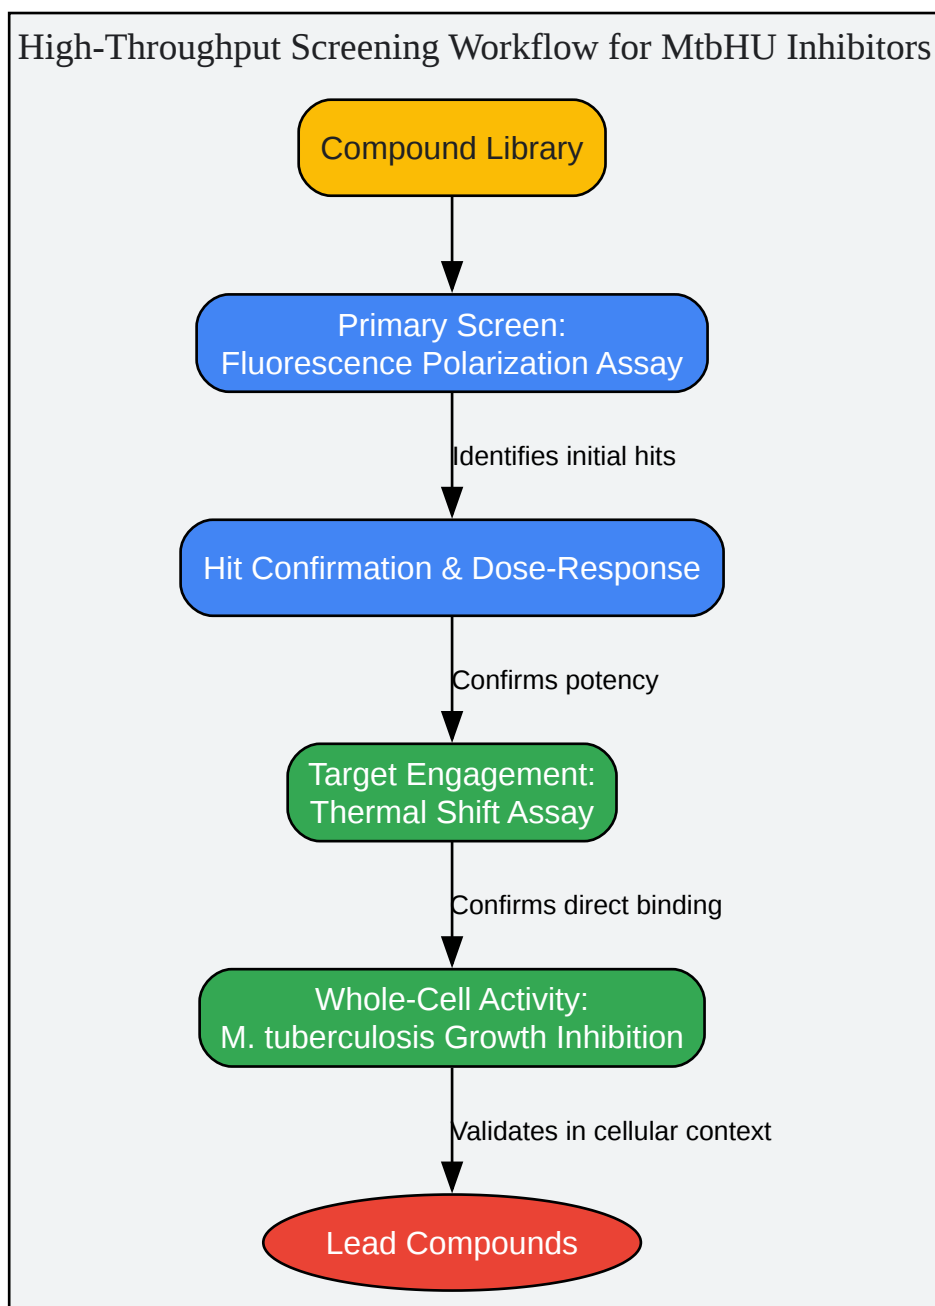 High-Throughput Screening Workflow for MtbHU Inhibitors
Compound Library
Primary Screen:
Fluorescence Polarization Assay
Identifies initial hits
Hit Confirmation & Dose-Response
Confirms potency
Target Engagement:
Thermal Shift Assay
Confirms direct binding
Whole-Cell Activity:
M. tuberculosis Growth Inhibition
Validates in cellular context
Lead Compounds